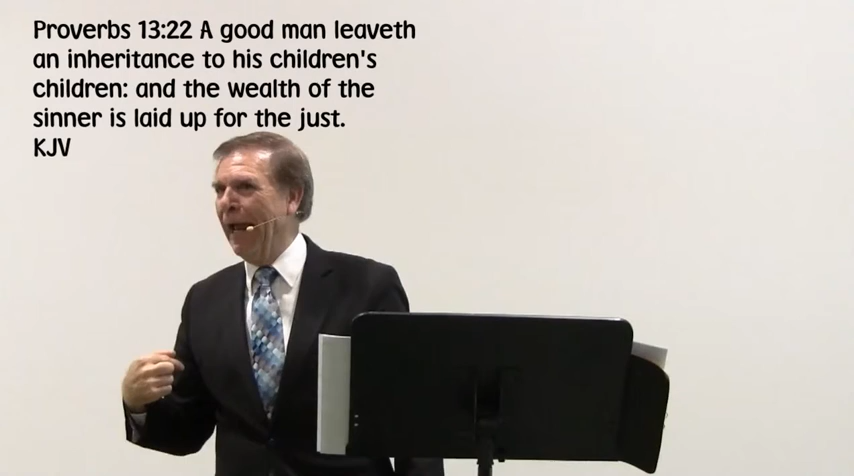 Proverbs 13:22 A good man leaveth
an inheritance to his children's
children: and the wealth of the
sinner is laid up for the just.
KJV